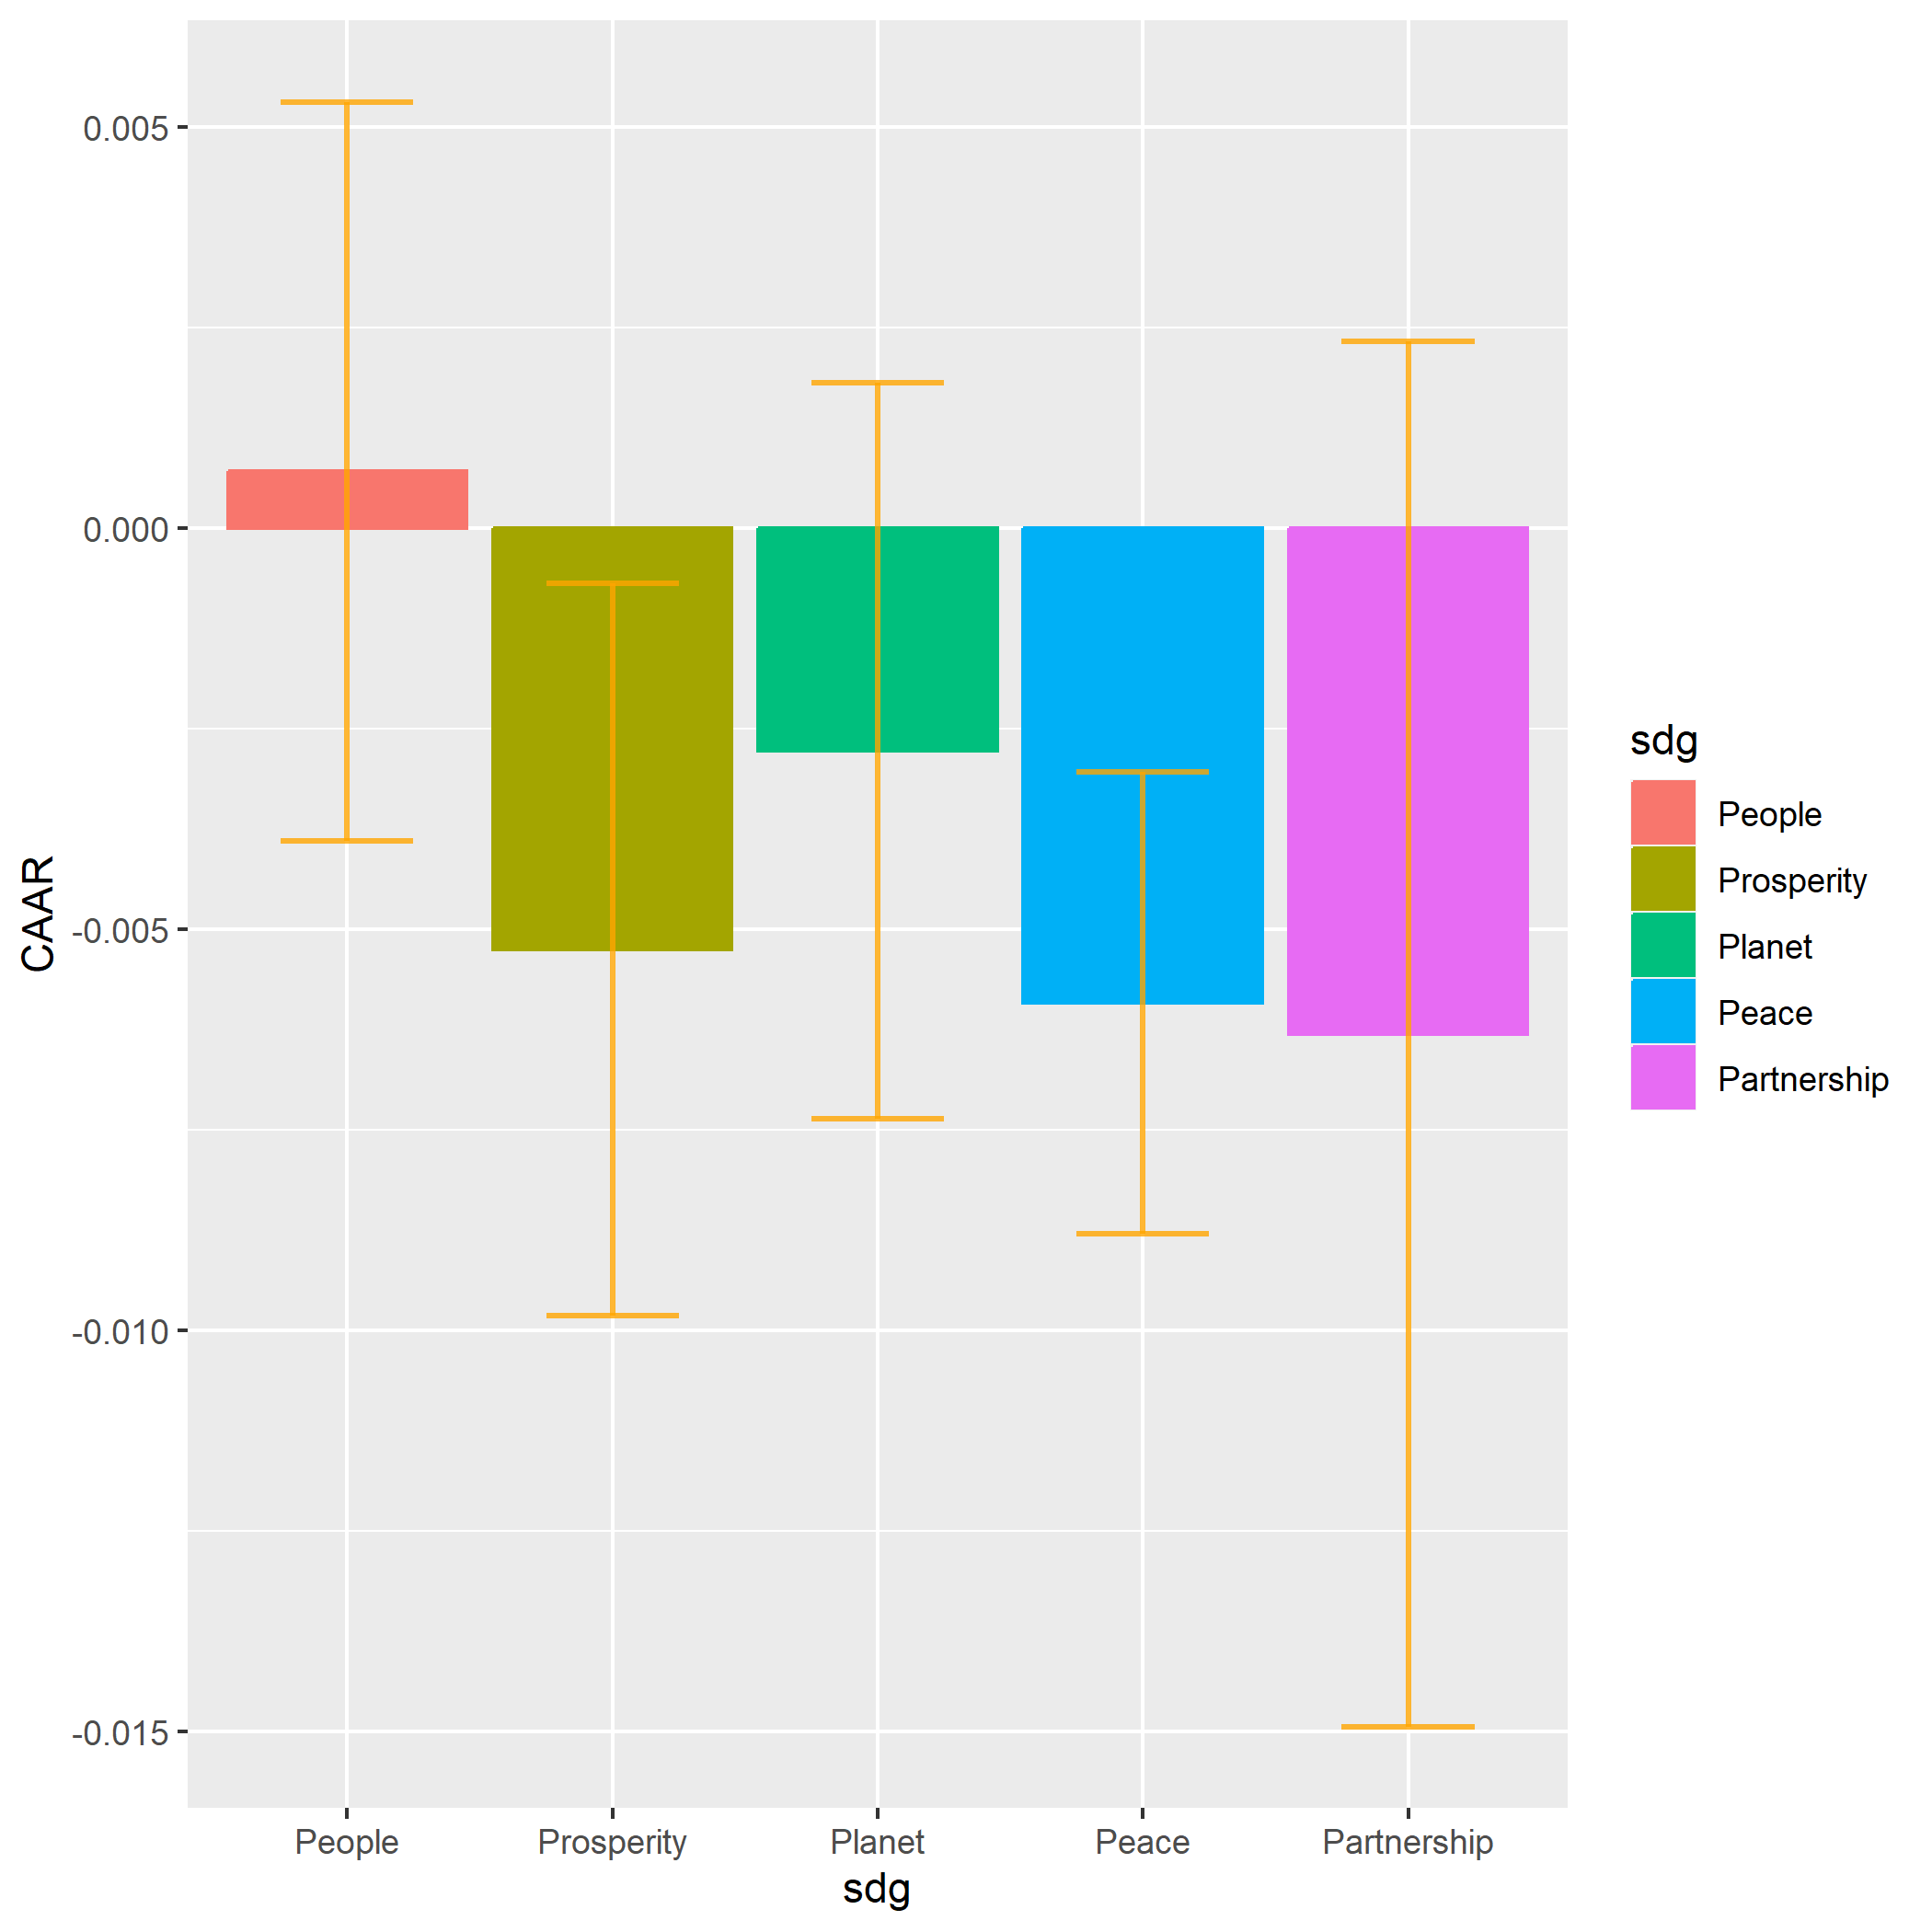 0.005
0.000
-0.005
-0.010
-0.015
CAAR
People
Prosperity
Planet
Peace
Partnership
sdg
sdg
People
Prosperity
Planet
Peace
Partnership